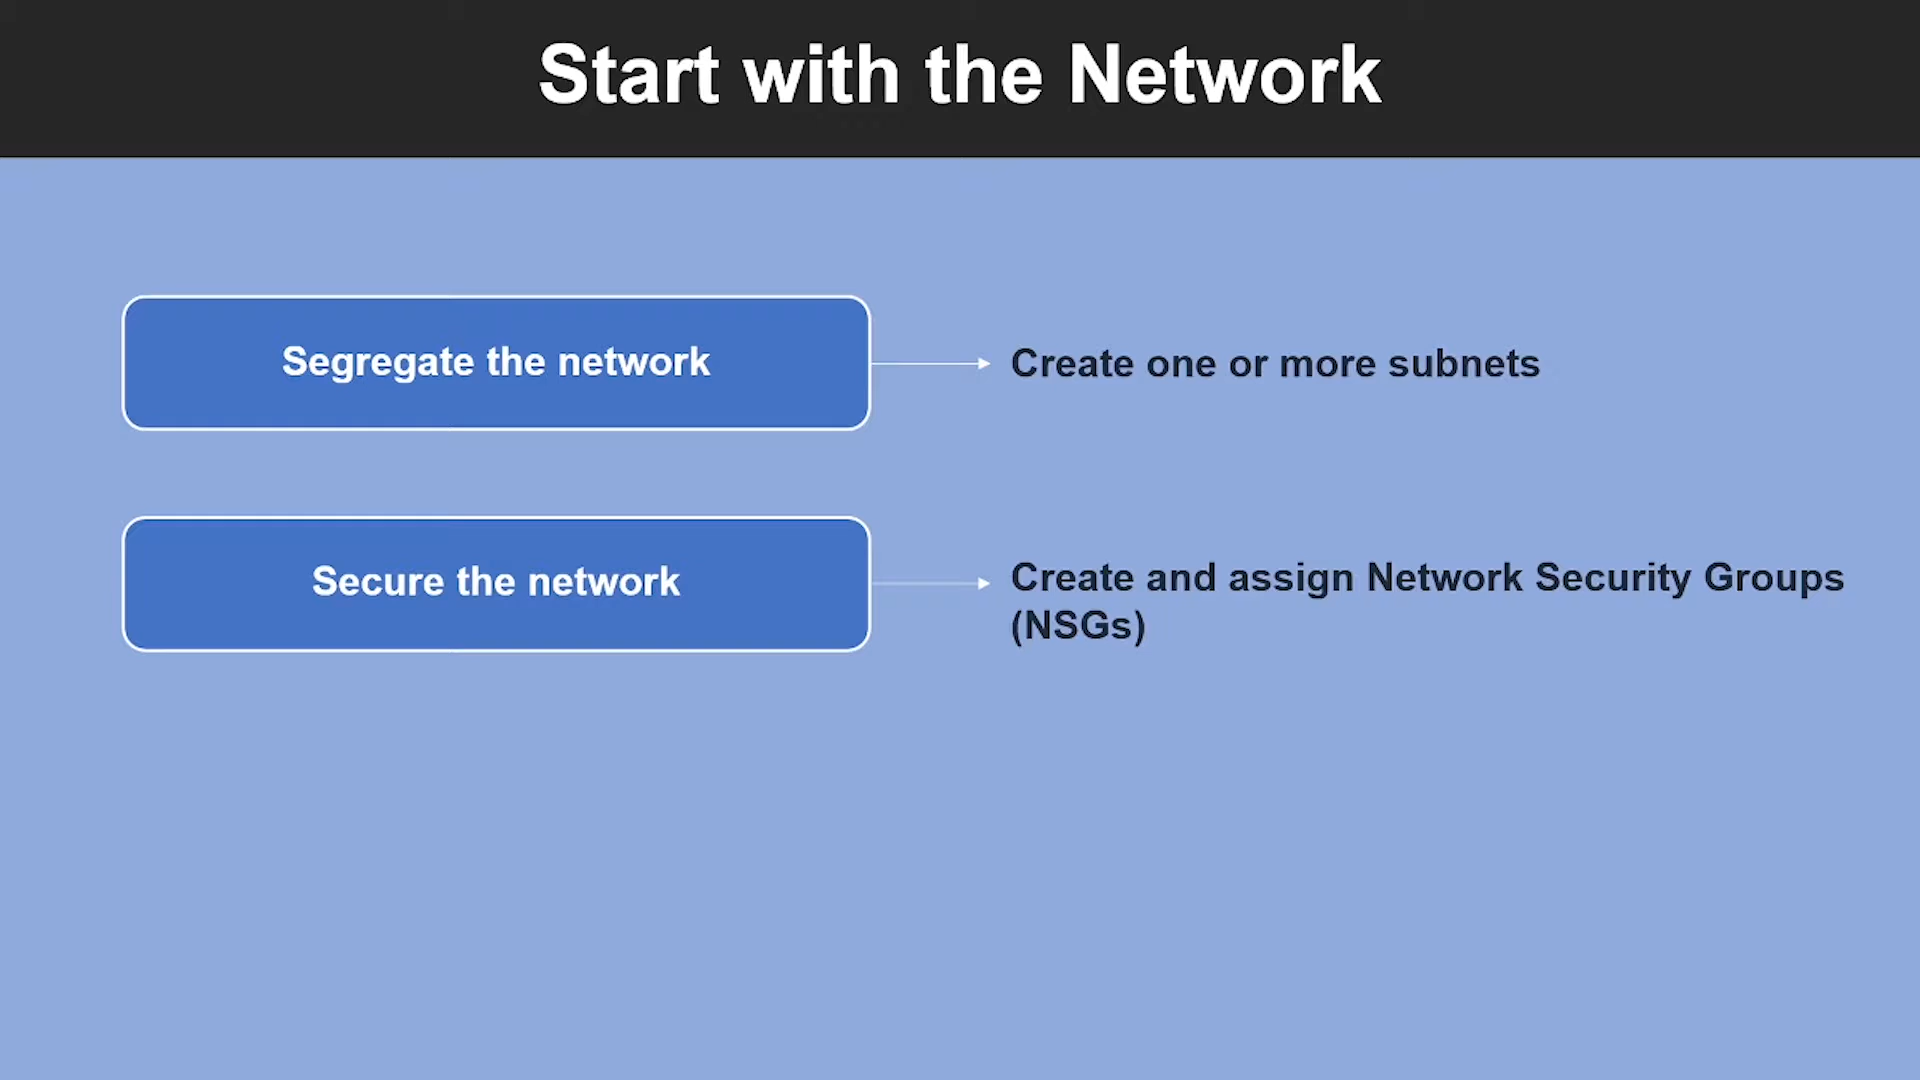 Start with the Network
Segregate the network
Create one or more subnets
Secure the network
Create and assign Network Security Groups
(NSGs)